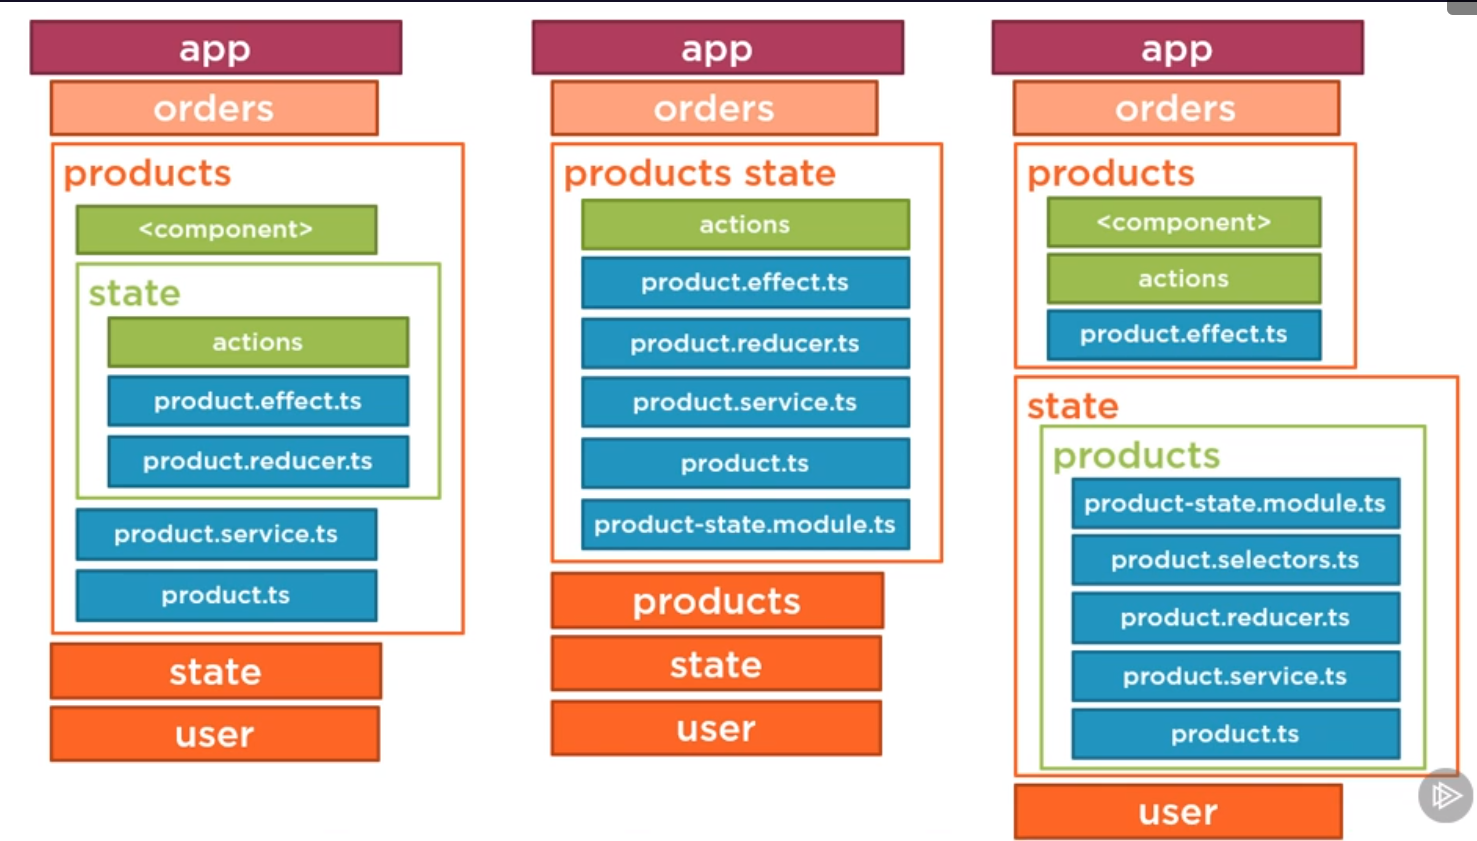 app
orders
products
<component>
state
actions
product.effect.ts
product.reducer.ts
product.service.ts
product.ts
state
user
app
orders
products state
actions
product.effect.ts
product.reducer.ts
product.service.ts
product.ts
product-state.module.ts
products
state
user
app
orders
products
<component>
actions
product.effect.ts
state
products
product-state.module.ts
product.selectors.ts
product.reducer.ts
product.service.ts
product.ts
user